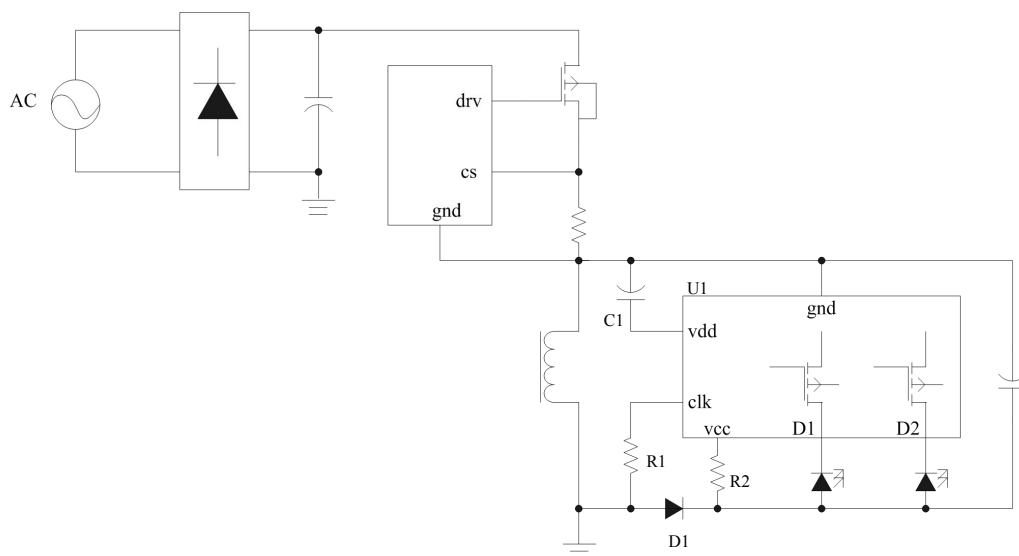 AC
drv
cs
gnd
U1
gnd
C1
vdd
clk
vcc
D1
D2
R1
R2
D1